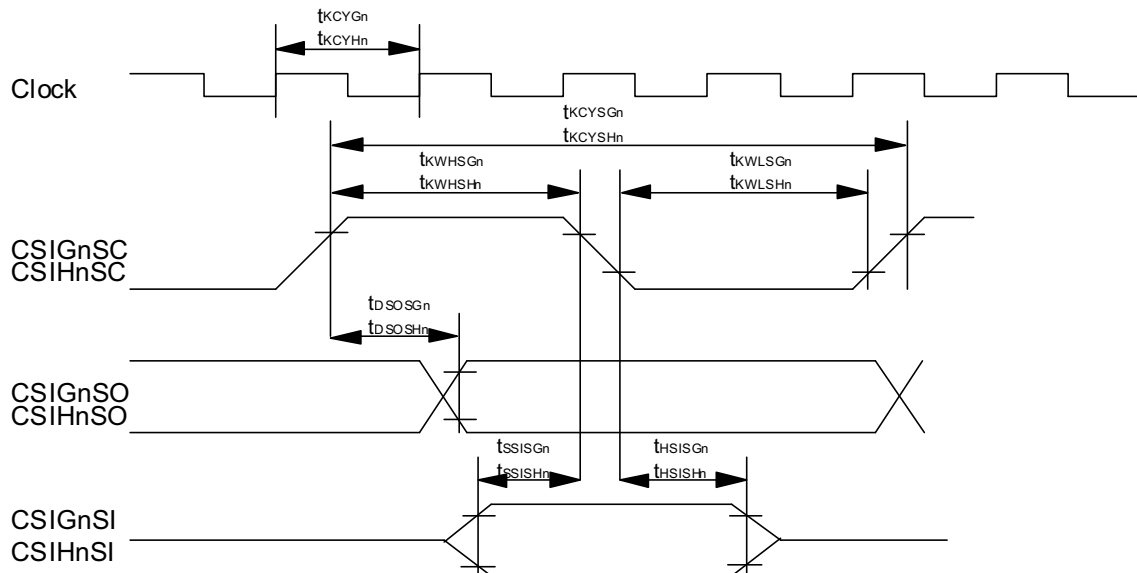 tKCYGn
tKCYHn
Clock
tKCYSGn
tKCYSHn
tKWHSGn
tKWHSHn
tKWLSGn
tKWLSHn
CSIGnSC
CSIHnSC
tDSOSGn
tDSOSHn
CSIGnSO
CSIHnSO
tSSISGn
tSSISHn
tHSISGn
tHSISHn
CSIGnSI
CSIHnSI